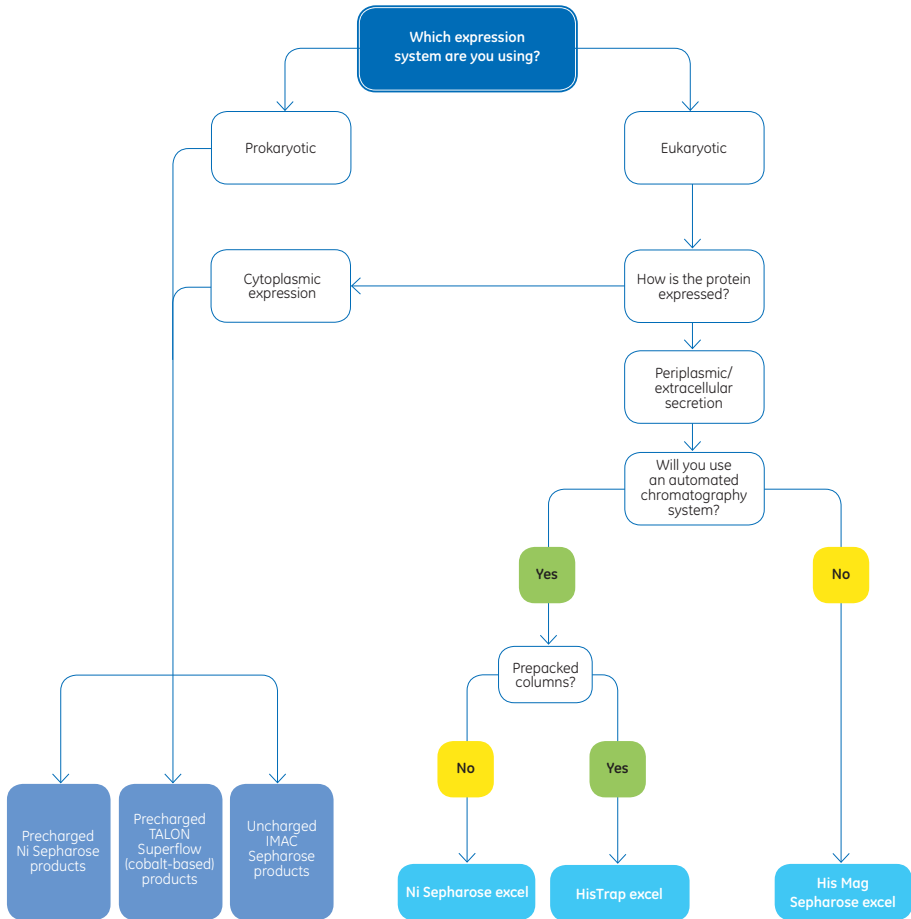 Which expression
system are you using?
Prokaryotic
Eukaryotic
Cytoplasmic
expression
How is the protein
expressed?
Periplasmic/
extracellular
secretion
Will you use
an automated
chromatography
system?
Yes
No
Prepacked
columns?
No
Yes
Precharged
Ni Sepharose
products
Precharged
TALON
Superflow
(cobalt-based)
products
Uncharged
IMAC
Sepharose
products
Ni Sepharose excel
HisTrap excel
His Mag
Sepharose excel